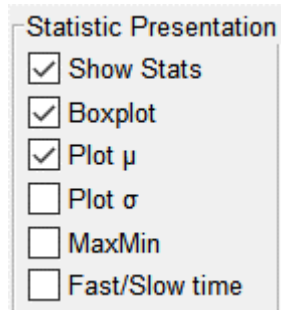 Statistic Presentation
Show Stats
Boxplot
Plot μ
Plot σ
MaxMin
Fast/Slow time